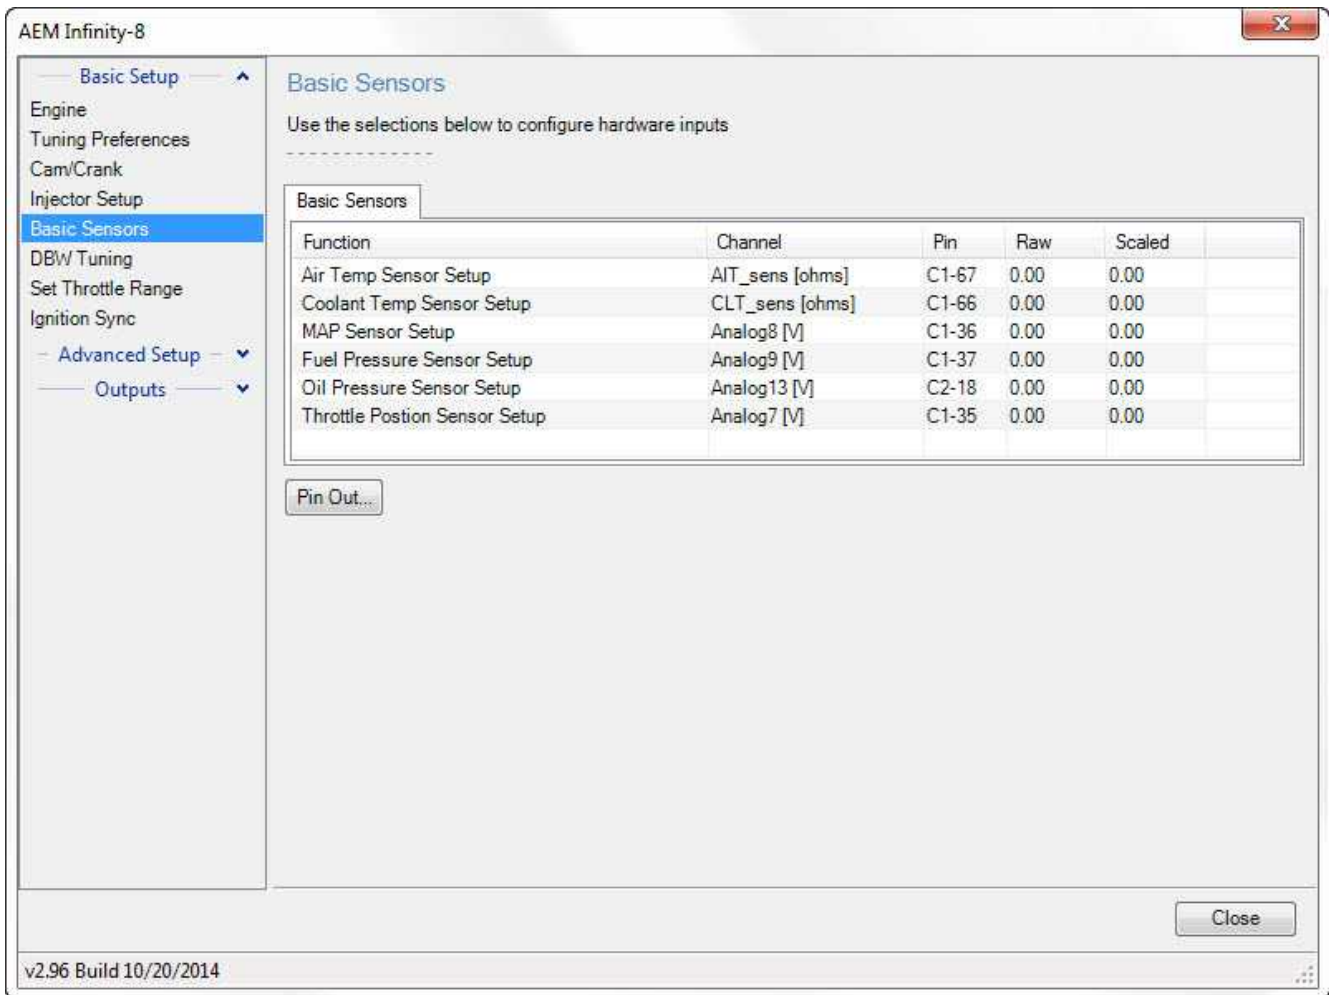 AEM Infinity-8
Basic Setup
Engine
Tuning Preferences
Cam/Crank
Injector Setup
Basic Sensors
DBW Tuning
Set Throttle Range
Ignition Sync
Advanced Setup
Outputs
Basic Sensors
Use the selections below to configure hardware inputs
- - - - - - - - - - - - -
Basic Sensors
Function Channel Pin Raw Scaled
Air Temp Sensor Setup AIT_sens [ohms] C1-67 0.00 0.00
Coolant Temp Sensor Setup CLT_sens [ohms] C1-66 0.00 0.00
MAP Sensor Setup Analog8 [V] C1-36 0.00 0.00
Fuel Pressure Sensor Setup Analog9 [V] C1-37 0.00 0.00
Oil Pressure Sensor Setup Analog13 [V] C2-18 0.00 0.00
Throttle Postion Sensor Setup Analog7 [V] C1-35 0.00 0.00
Pin Out...
Close
v2.96 Build 10/20/2014